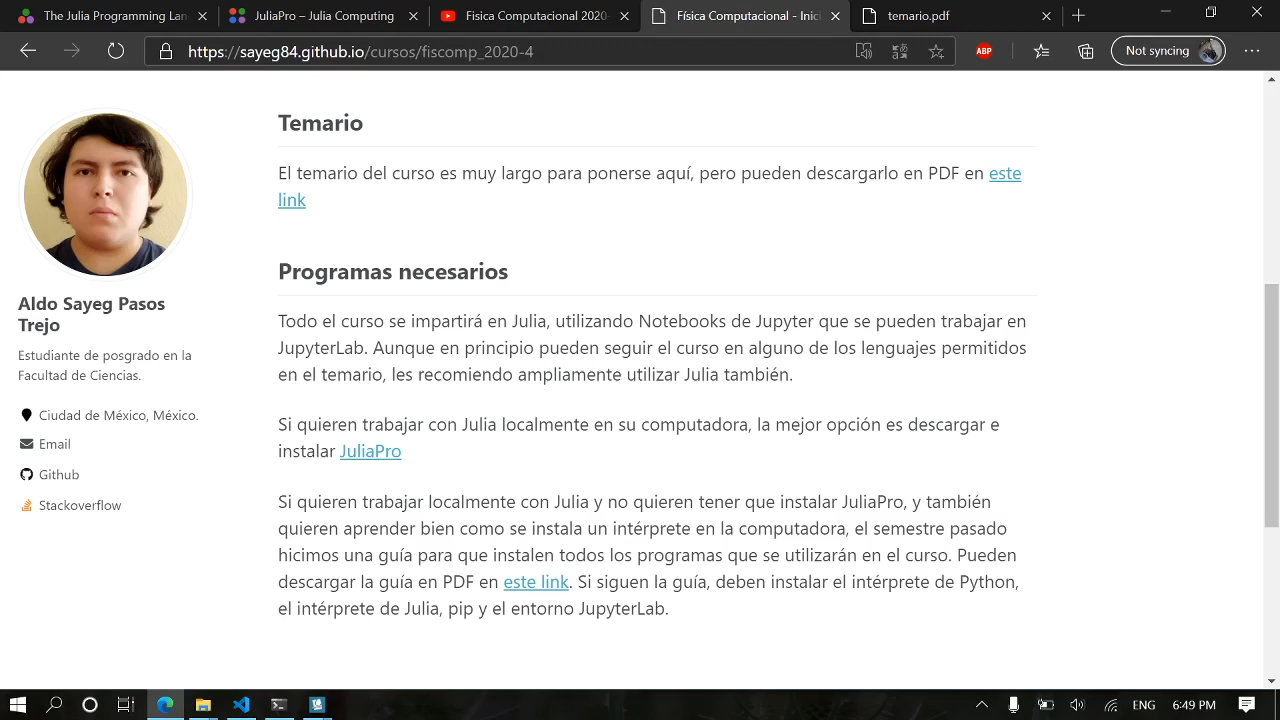 The Julia Programming Lan
JuliaPro – Julia Computing
Fisica Computacional 2020-
Física Computacional - Inici
temario.pdf
https://sayeg84.github.io/cursos/fiscomp_2020-4
ABP
Not syncing
Temario
El temario del curso es muy largo para ponerse aquí, pero pueden descargarlo en PDF en este
link
Aldo Sayeg Pasos
Trejo
Estudiante de posgrado en la
Facultad de Ciencias.
Ciudad de México, México.
Email
Github
Stackoverflow
Programas necesarios
Todo el curso se impartirá en Julia, utilizando Notebooks de Jupyter que se pueden trabajar en
JupyterLab. Aunque en principio pueden seguir el curso en alguno de los lenguajes permitidos
en el temario, les recomiendo ampliamente utilizar Julia también.
Si quieren trabajar con Julia localmente en su computadora, la mejor opción es descargar e
instalar JuliaPro
Si quieren trabajar localmente con Julia y no quieren tener que instalar JuliaPro, y también
quieren aprender bien como se instala un intérprete en la computadora, el semestre pasado
hicimos una guía para que instalen todos los programas que se utilizarán en el curso. Pueden
descargar la guía en PDF en este link. Si siguen la guía, deben instalar el intérprete de Python,
el intérprete de Julia, pip y el entorno JupyterLab.
ENG
6:49 PM